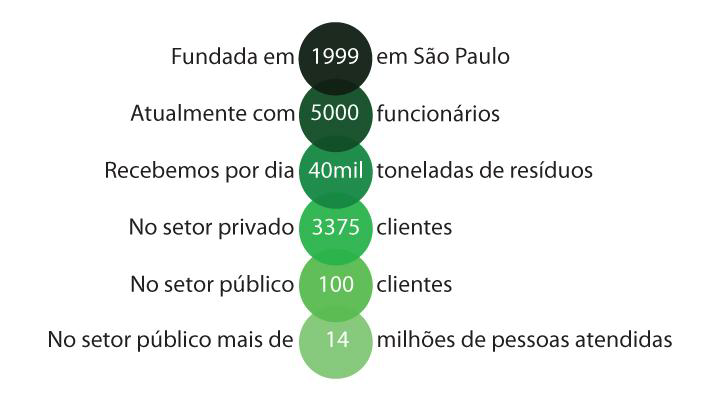 Fundada em 1999 em São Paulo
Atualmente com 5000 funcionários
Recebemos por dia 40mil toneladas de resíduos
No setor privado 3375 clientes
No setor público 100 clientes
No setor público mais de 14 milhões de pessoas atendidas